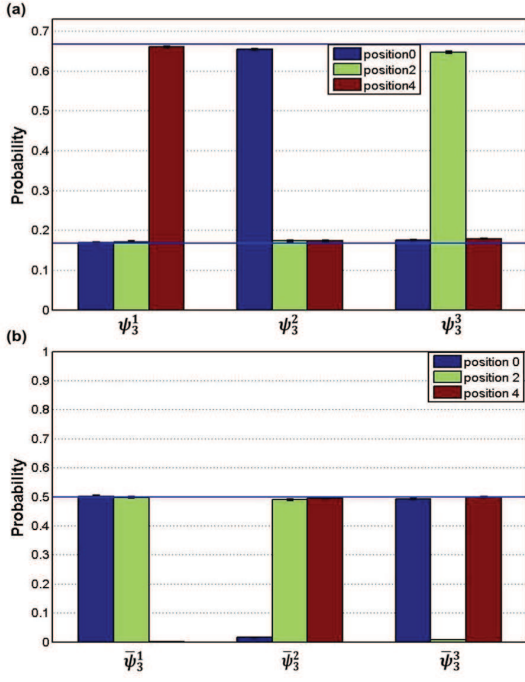 (a)
0.7
0.6
0.5
0.4
0.3
0.2
0.1
0
Probability
position0
position2
position4
ψ₃¹ ψ₃² ψ₃³
(b)
1
0.9
0.8
0.7
0.6
0.5
0.4
0.3
0.2
0.1
0
Probability
position 0
position 2
position 4
ψ̄₃¹ ψ̄₃² ψ̄₃³